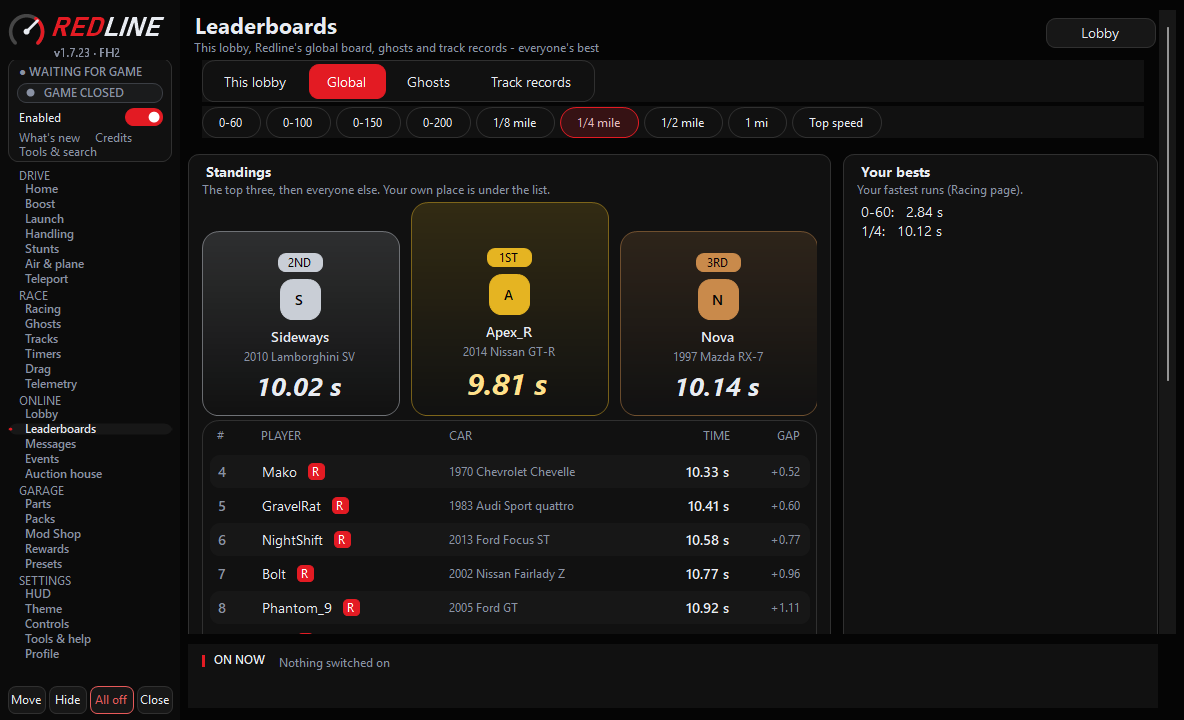 REDLINE
v1.7.23 · FH2
WAITING FOR GAME
GAME CLOSED
Enabled
What's new Credits
Tools & search
DRIVE
Home
Boost
Launch
Handling
Stunts
Air & plane
Teleport
RACE
Racing
Ghosts
Tracks
Timers
Drag
Telemetry
ONLINE
Lobby
Leaderboards
Messages
Events
Auction house
GARAGE
Parts
Packs
Mod Shop
Rewards
Presets
SETTINGS
HUD
Theme
Controls
Tools & help
Profile
Move Hide All off Close
Leaderboards
This lobby, Redline's global board, ghosts and track records - everyone's best
Lobby
This lobby Global Ghosts Track records
0-60 0-100 0-150 0-200 1/8 mile 1/4 mile 1/2 mile 1 mi Top speed
Standings
The top three, then everyone else. Your own place is under the list.
2ND
S
Sideways
2010 Lamborghini SV
10.02 s
1ST
A
Apex_R
2014 Nissan GT-R
9.81 s
3RD
N
Nova
1997 Mazda RX-7
10.14 s
# PLAYER CAR TIME GAP
4 Mako R 1970 Chevrolet Chevelle 10.33 s +0.52
5 GravelRat R 1983 Audi Sport quattro 10.41 s +0.60
6 NightShift R 2013 Ford Focus ST 10.58 s +0.77
7 Bolt R 2002 Nissan Fairlady Z 10.77 s +0.96
8 Phantom_9 R 2005 Ford GT 10.92 s +1.11
Your bests
Your fastest runs (Racing page).
0-60: 2.84 s
1/4: 10.12 s
ON NOW Nothing switched on